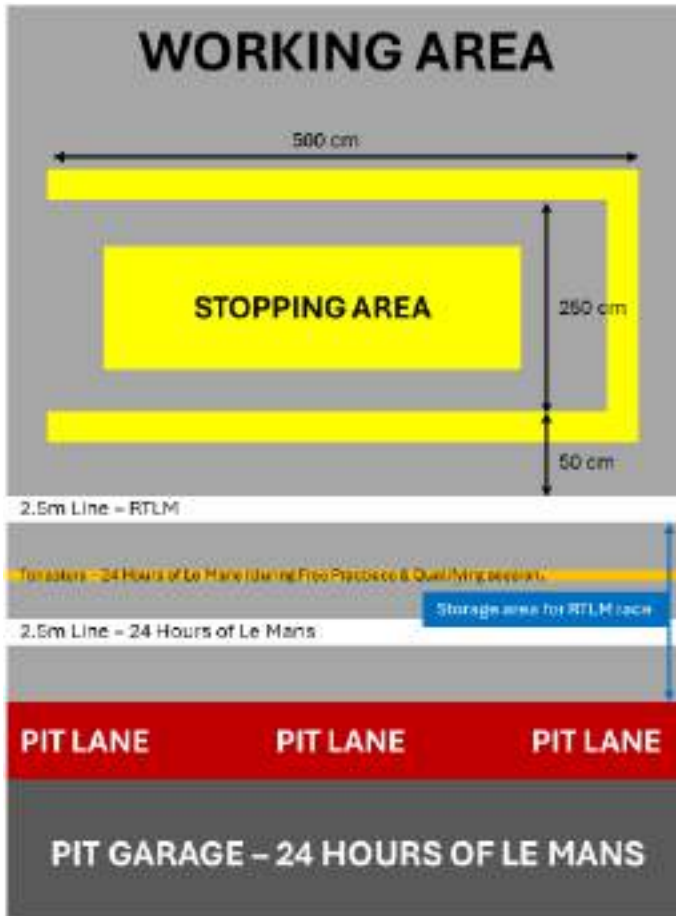 WORKING AREA
500 cm
STOPPING AREA
250 cm
50 cm
2.5m Line – RTLM
Tensators – 24 Hours of Le Mans (during Free Practices & Qualifying session.
Storage area for RTLM race
2.5m Line – 24 Hours of Le Mans
PIT LANE PIT LANE PIT LANE
PIT GARAGE – 24 HOURS OF LE MANS